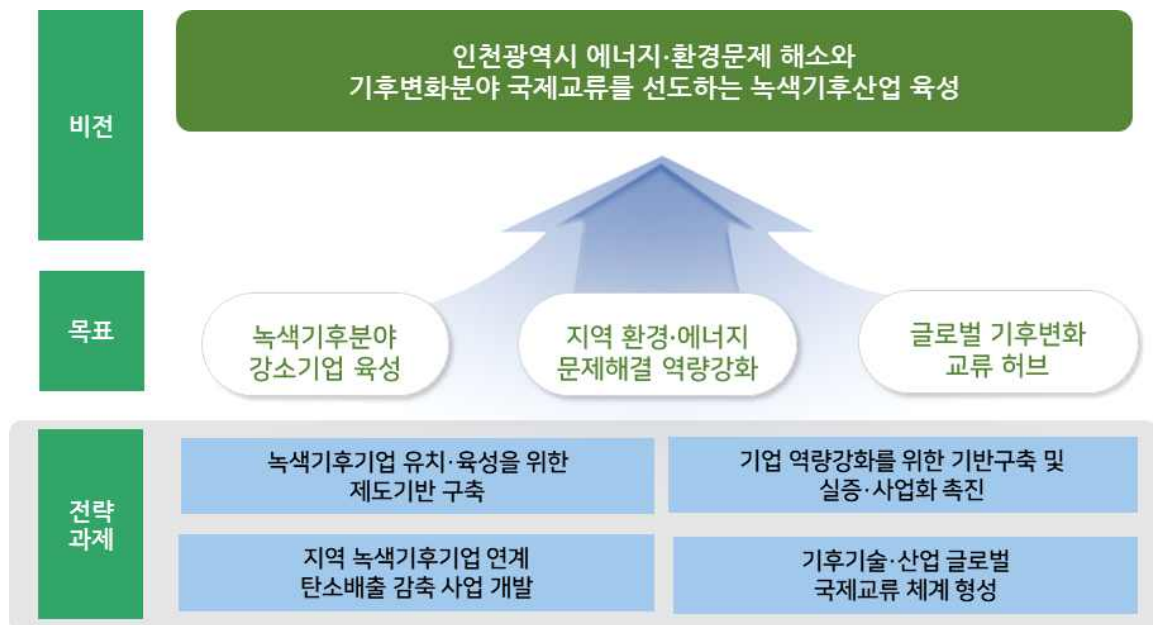 비전
인천광역시 에너지·환경문제 해소와
기후변화분야 국제교류를 선도하는 녹색기후산업 육성
목표
녹색기후분야
강소기업 육성
지역 환경·에너지
문제해결 역량강화
글로벌 기후변화
교류 허브
전략
과제
녹색기후기업 유치·육성을 위한
제도기반 구축
기업 역량강화를 위한 기반구축 및
실증·사업화 촉진
지역 녹색기후기업 연계
탄소배출 감축 사업 개발
기후기술·산업 글로벌
국제교류 체계 형성